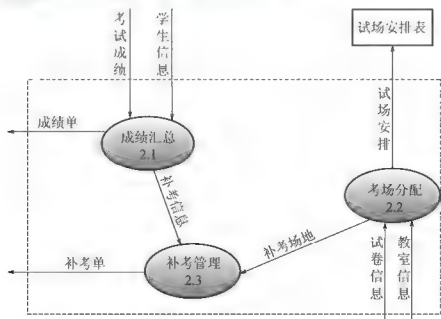 考试成绩
学生信息
试场安排表
成绩单
成绩汇总
2.1
试场安排
补考信息
考场分配
2.2
补考场地
补考单
补考管理
2.3
试卷信息
教室信息